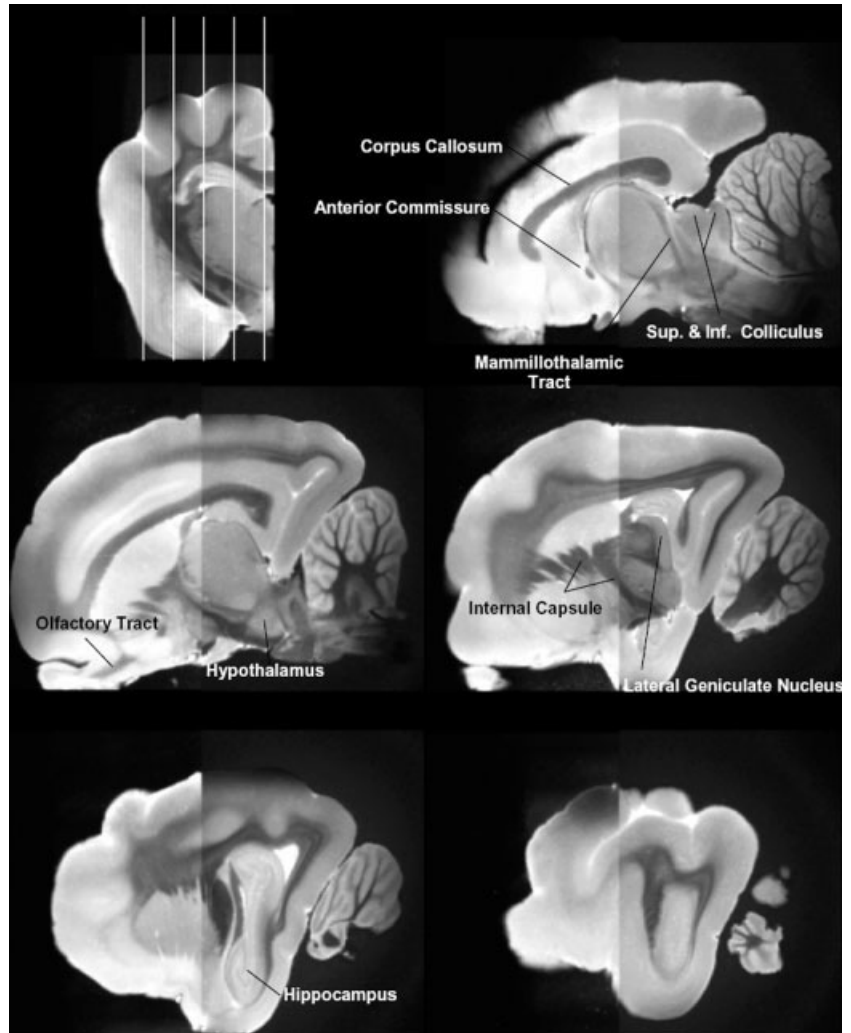 Corpus Callosum
Anterior Commissure
Sup. & Inf. Colliculus
Mammillothalamic
Tract
Olfactory Tract
Hypothalamus
Internal Capsule
Lateral Geniculate Nucleus
Hippocampus